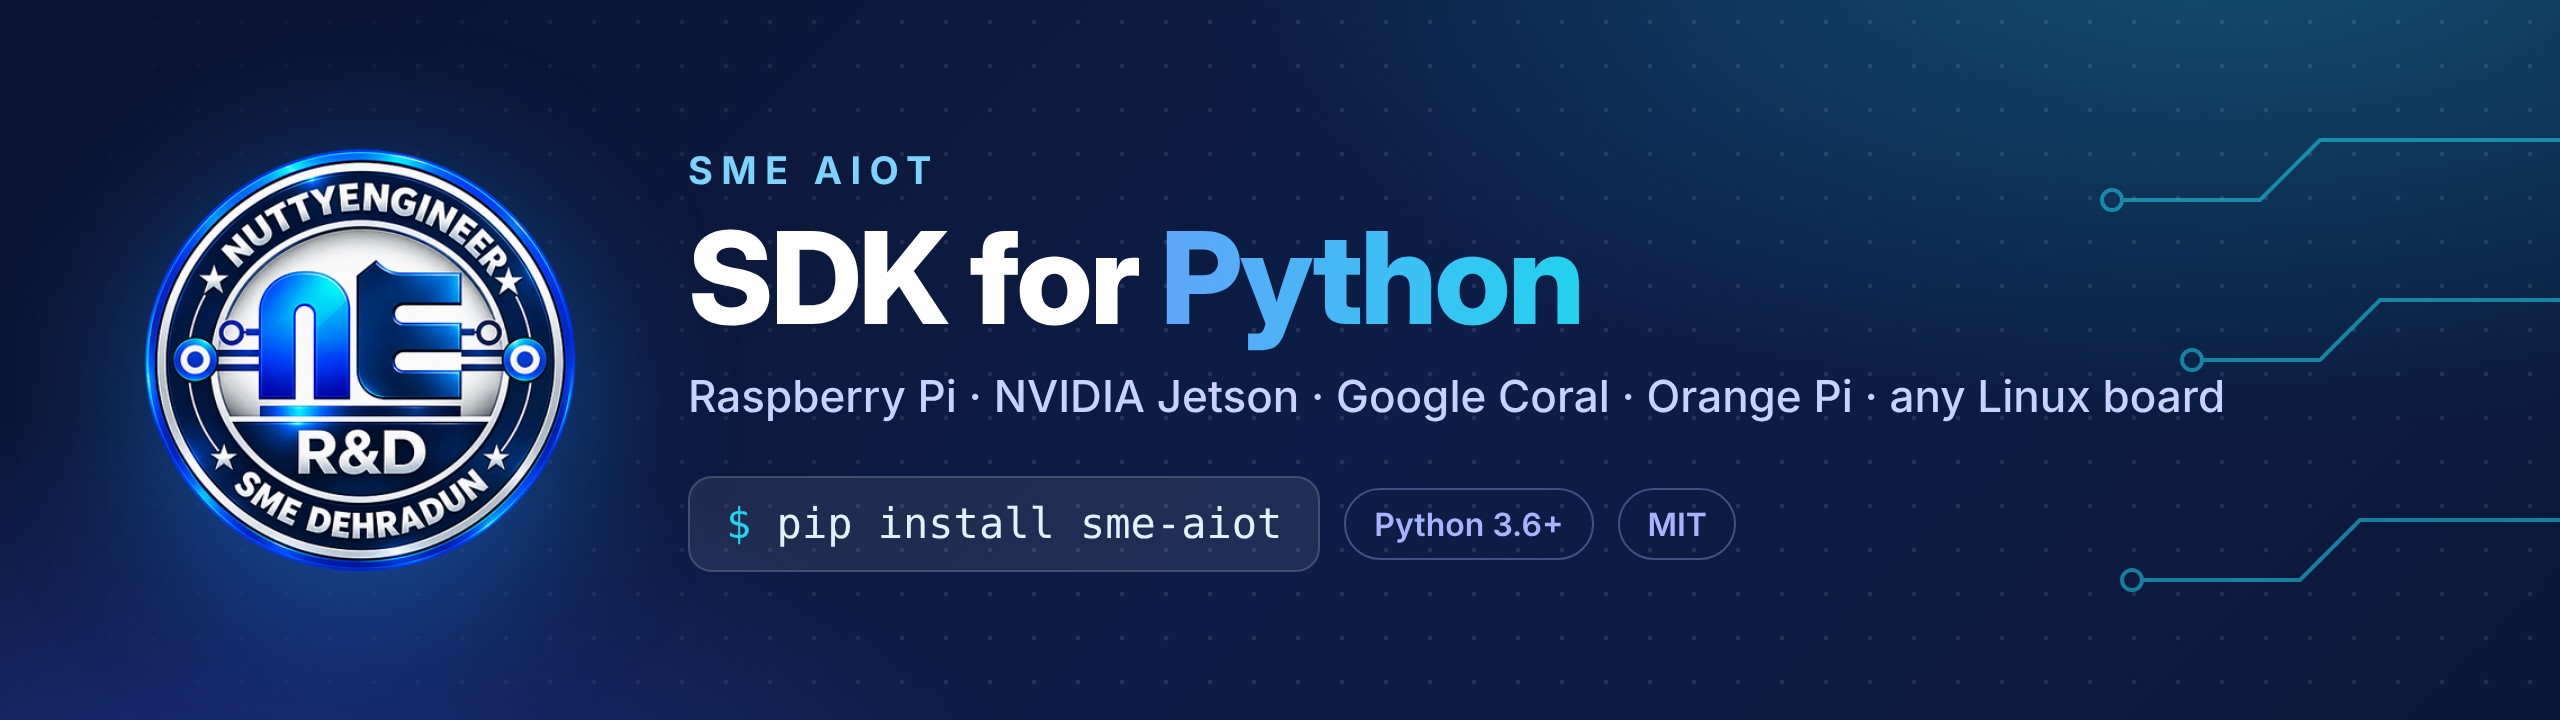 NUTTYENGINEER
nE
R&D
SME DEHRADUN
SME AIOT
SDK for Python
Raspberry Pi · NVIDIA Jetson · Google Coral · Orange Pi · any Linux board
$ pip install sme-aiot
Python 3.6+
MIT